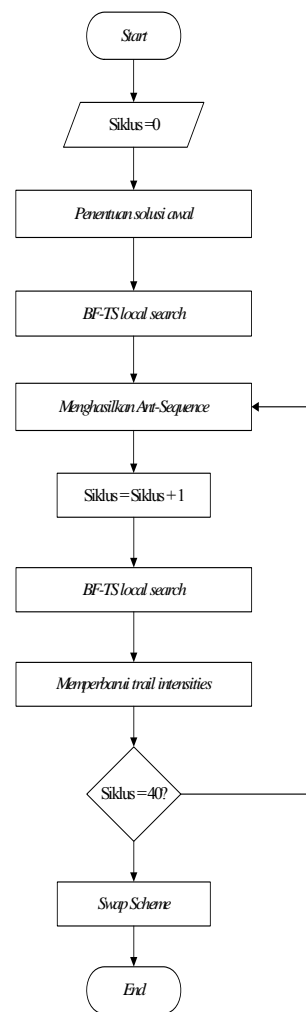 Start
Siklus =0
Penentuan solusi awal
BF-TS local search
Menghasilkan Ant-Sequence
Siklus = Siklus + 1
BF-TS local search
Memperbarui trail intensities
Siklus = 40?
Swap Scheme
End